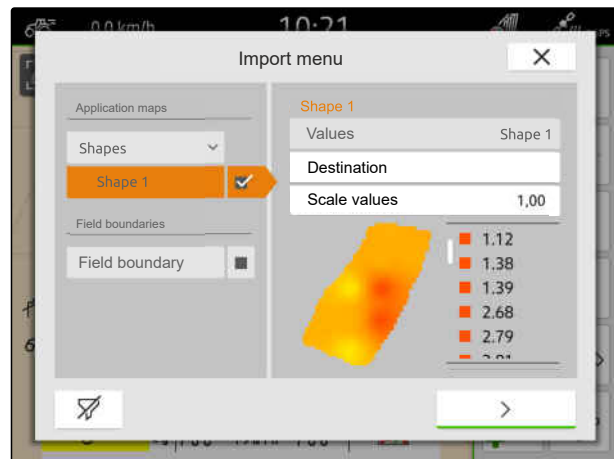 0.0 km/h 10:21
Import menu
Application maps
Shapes
Shape 1
Field boundaries
Field boundary
Shape 1
Values Shape 1
Destination
Scale values 1,00
1.12
1.38
1.39
2.68
2.79